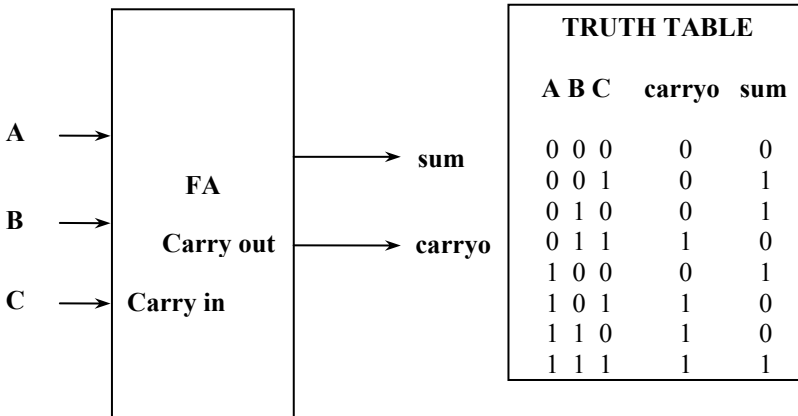 A
B
C
FA
Carry out
Carry in
sum
carryo
TRUTH TABLE
A B C carryo sum
0 0 0 0 0
0 0 1 0 1
0 1 0 0 1
0 1 1 1 0
1 0 0 0 1
1 0 1 1 0
1 1 0 1 0
1 1 1 1 1